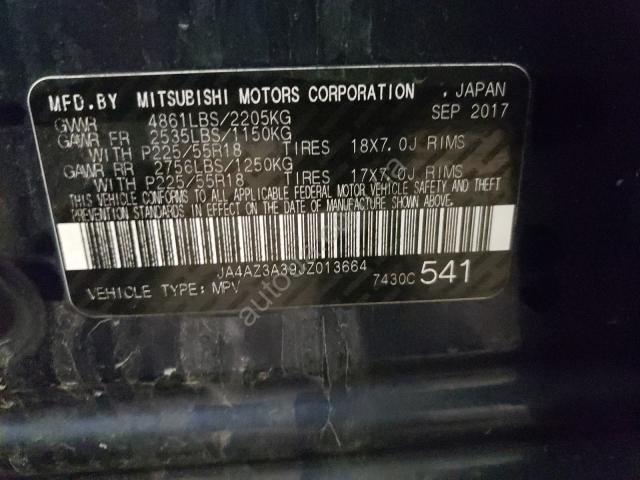 MFD.BY MITSUBISHI MOTORS CORPORATION , JAPAN
SEP 2017
GVWR 4861LBS/2205KG
GAWR FR 2535LBS/1150KG
WITH P225/55R18 TIRES 18X7.0J RIMS
GAWR RR 2756LBS/1250KG
WITH P225/55R18 TIRES 17X7.0J RIMS
THIS VEHICLE CONFORMS TO ALL APPLICABLE FEDERAL MOTOR VEHICLE SAFETY AND THEFT
PREVENTION STANDARDS IN EFFECT ON THE DATE OF MANUFACTURE SHOWN ABOVE.
JA4AZ3A39JZ013664
VEHICLE TYPE: MPV 7430C 541